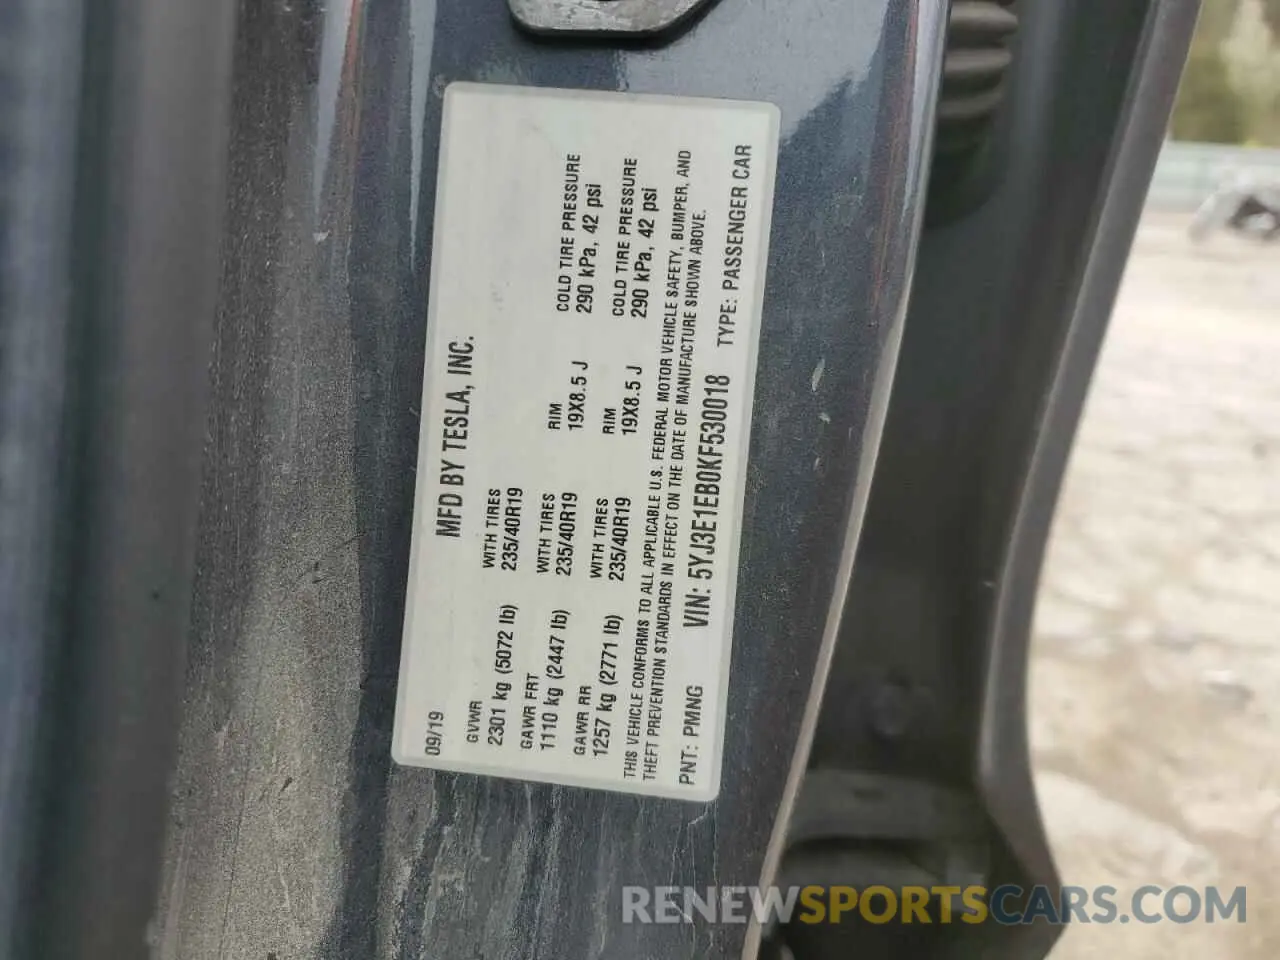 MFD BY TESLA, INC.
09/19
GVWR
2301 kg (5072 lb)
WITH TIRES
235/40R19
GAWR FRT
1110 kg (2447 lb)
WITH TIRES
235/40R19
RIM
19X8.5 J
COLD TIRE PRESSURE
290 kPa, 42 psi
GAWR RR
1257 kg (2771 lb)
WITH TIRES
235/40R19
RIM
19X8.5 J
COLD TIRE PRESSURE
290 kPa, 42 psi
THIS VEHICLE CONFORMS TO ALL APPLICABLE U.S. FEDERAL MOTOR VEHICLE SAFETY, BUMPER, AND
THEFT PREVENTION STANDARDS IN EFFECT ON THE DATE OF MANUFACTURE SHOWN ABOVE.
PNT: PMNG VIN: 5YJ3E1EB0KF530018 TYPE: PASSENGER CAR
RENEWSPORTSCARS.COM